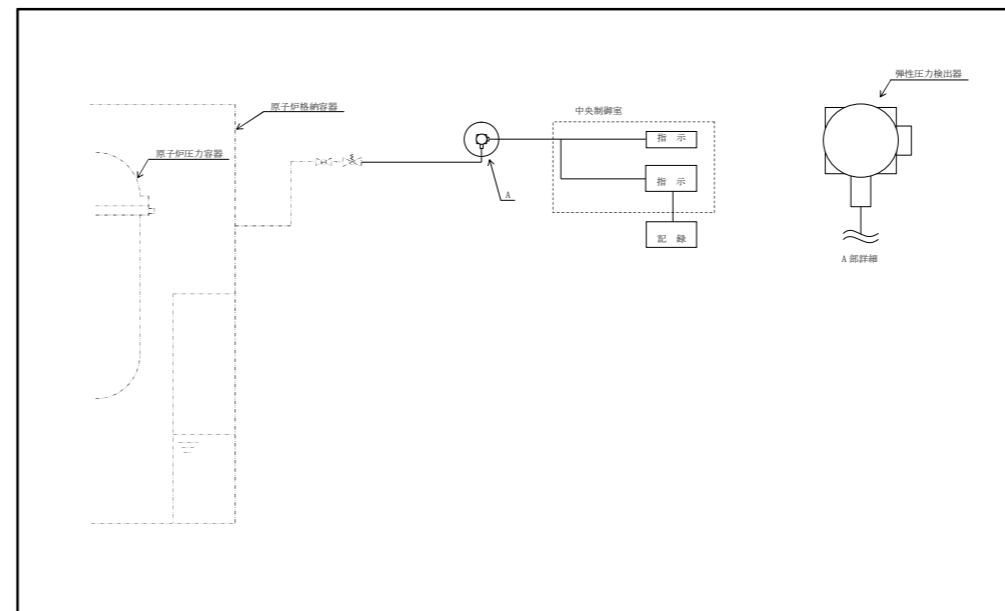 弾性圧力検出器
原子炉格納容器
中央制御室
原子炉圧力容器
指 示
A
指 示
記 録
A 部詳細